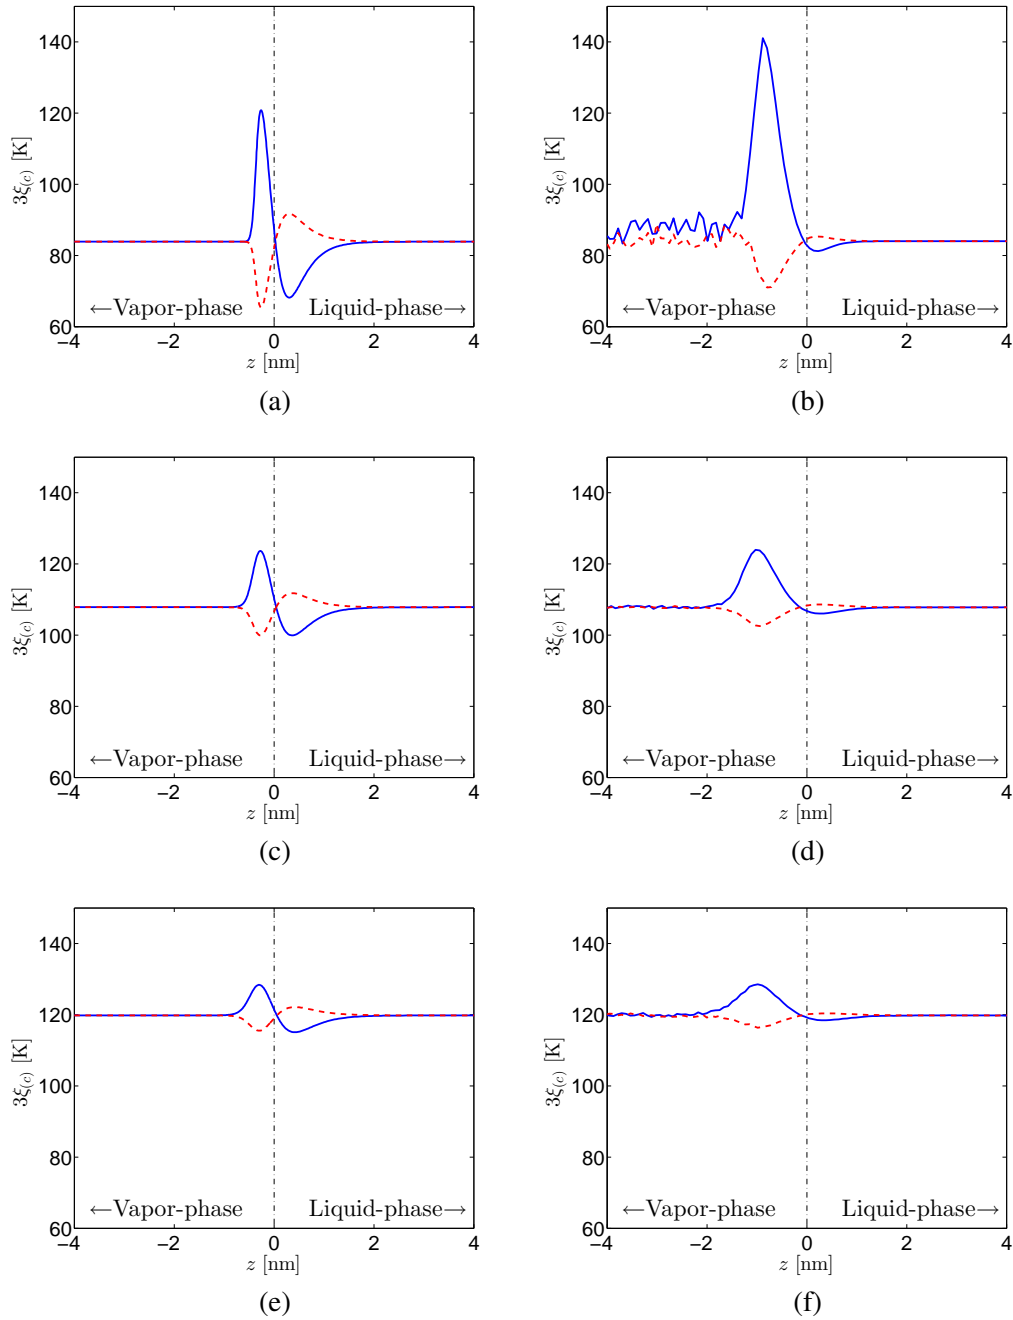 140
120
100
80
60
3ξ(c) [K]
←Vapor-phase
Liquid-phase→
−4
−2
0
2
4
z [nm]
(a)
140
120
100
80
60
3ξ(c) [K]
←Vapor-phase
Liquid-phase→
−4
−2
0
2
4
z [nm]
(b)
140
120
100
80
60
3ξ(c) [K]
←Vapor-phase
Liquid-phase→
−4
−2
0
2
4
z [nm]
(c)
140
120
100
80
60
3ξ(c) [K]
←Vapor-phase
Liquid-phase→
−4
−2
0
2
4
z [nm]
(d)
140
120
100
80
60
3ξ(c) [K]
←Vapor-phase
Liquid-phase→
−4
−2
0
2
4
z [nm]
(e)
140
120
100
80
60
3ξ(c) [K]
←Vapor-phase
Liquid-phase→
−4
−2
0
2
4
z [nm]
(f)